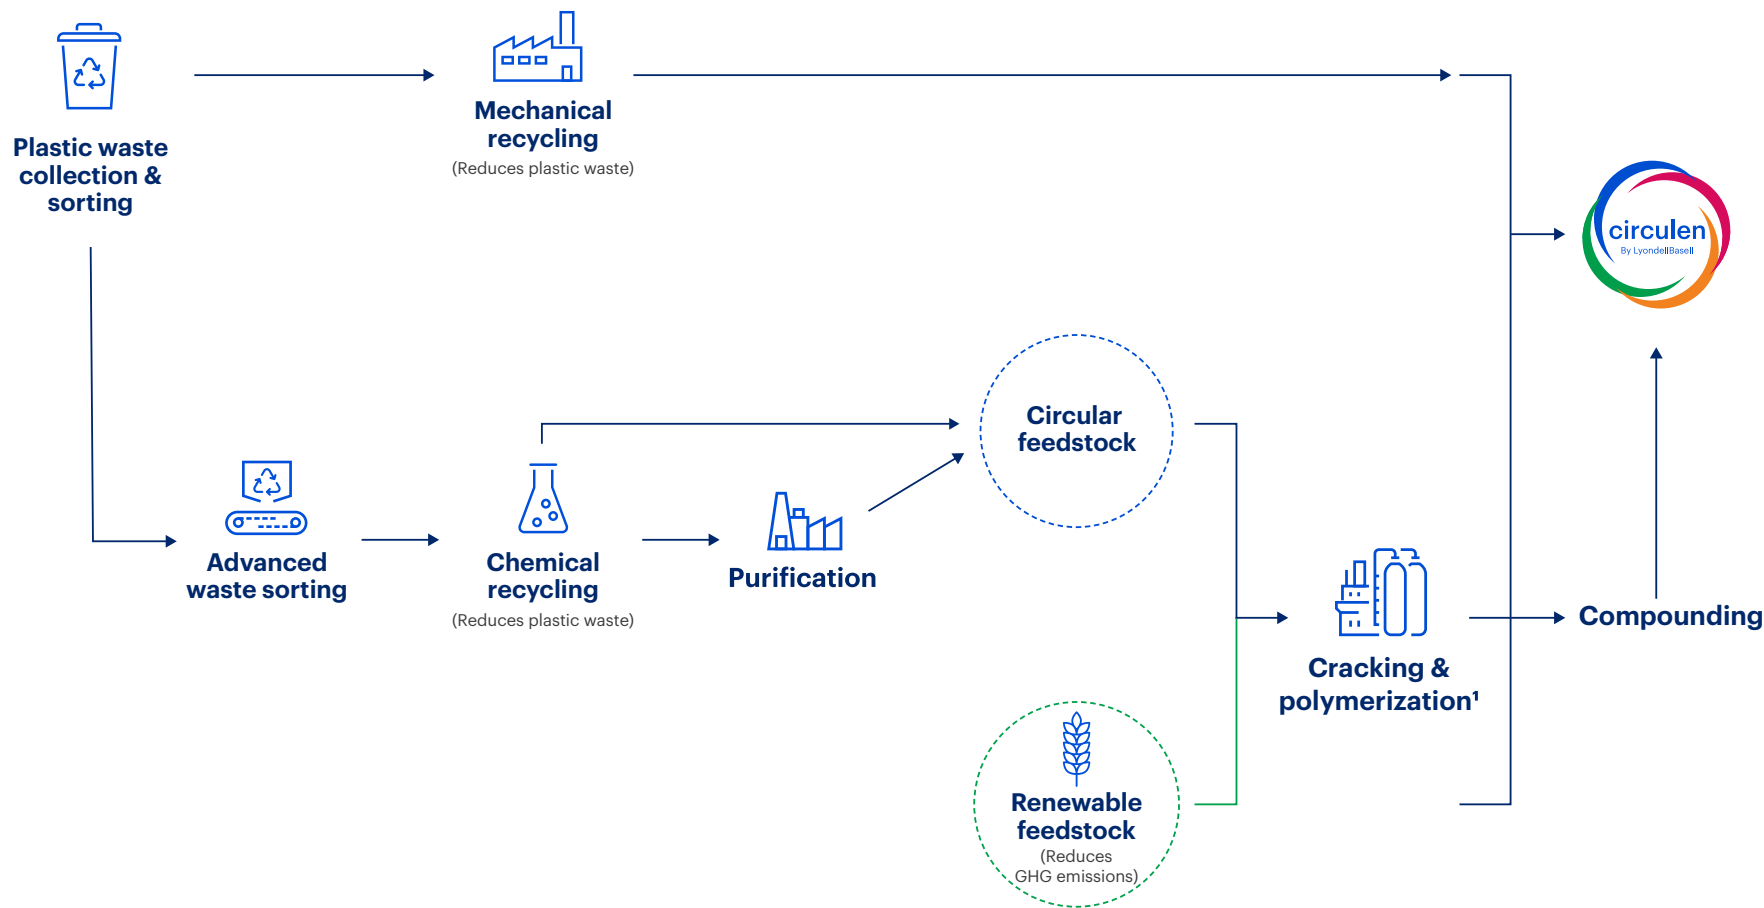 Plastic waste
collection &
sorting
Mechanical
recycling
(Reduces plastic waste)
circulen
By LyondellBasell
Circular
feedstock
Advanced
waste sorting
Chemical
recycling
(Reduces plastic waste)
Purification
Cracking &
polymerization¹
Compounding
Renewable
feedstock
(Reduces
GHG emissions)